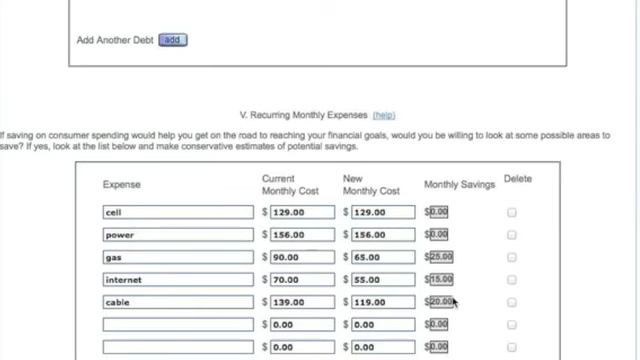 Add Another Debt add
V. Recurring Monthly Expenses (help)
If saving on consumer spending would help you get on the road to reaching your financial goals, would you be willing to look at some possible areas to
save? If yes, look at the list below and make conservative estimates of potential savings.
Expense Current Monthly Cost New Monthly Cost Monthly Savings Delete
cell $ 129.00 $ 129.00 $0.00
power $ 156.00 $ 156.00 $0.00
gas $ 90.00 $ 65.00 $25.00
internet $ 70.00 $ 55.00 $15.00
cable $ 139.00 $ 119.00 $20.00
$ 0.00 $ 0.00 $0.00
$ 0.00 $ 0.00 $0.00